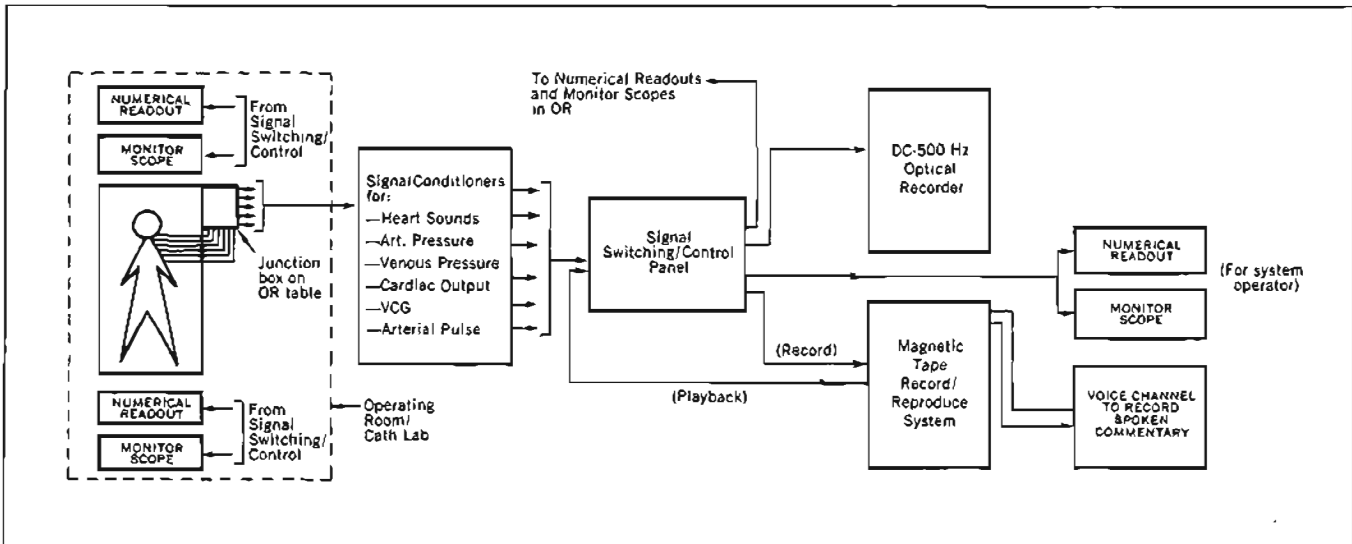 NUMERICAL
READOUT
From
Signal
Switching/
Control
MONITOR
SCOPE
Junction
box on
OR table
NUMERICAL
READOUT
From
Signal
Switching/
Control
MONITOR
SCOPE
Operating
Room/
Cath Lab
Signal Conditioners
for:
—Heart Sounds
—Art. Pressure
—Venous Pressure
—Cardiac Output
—VCG
—Arterial Pulse
To Numerical Readouts
and Monitor Scopes
in OR
Signal
Switching/Control
Panel
(Record)
(Playback)
DC-500 Hz
Optical
Recorder
Magnetic
Tape
Record/
Reproduce
System
NUMERICAL
READOUT
MONITOR
SCOPE
(For system
operator)
VOICE CHANNEL
TO RECORD
SPOKEN
COMMENTARY